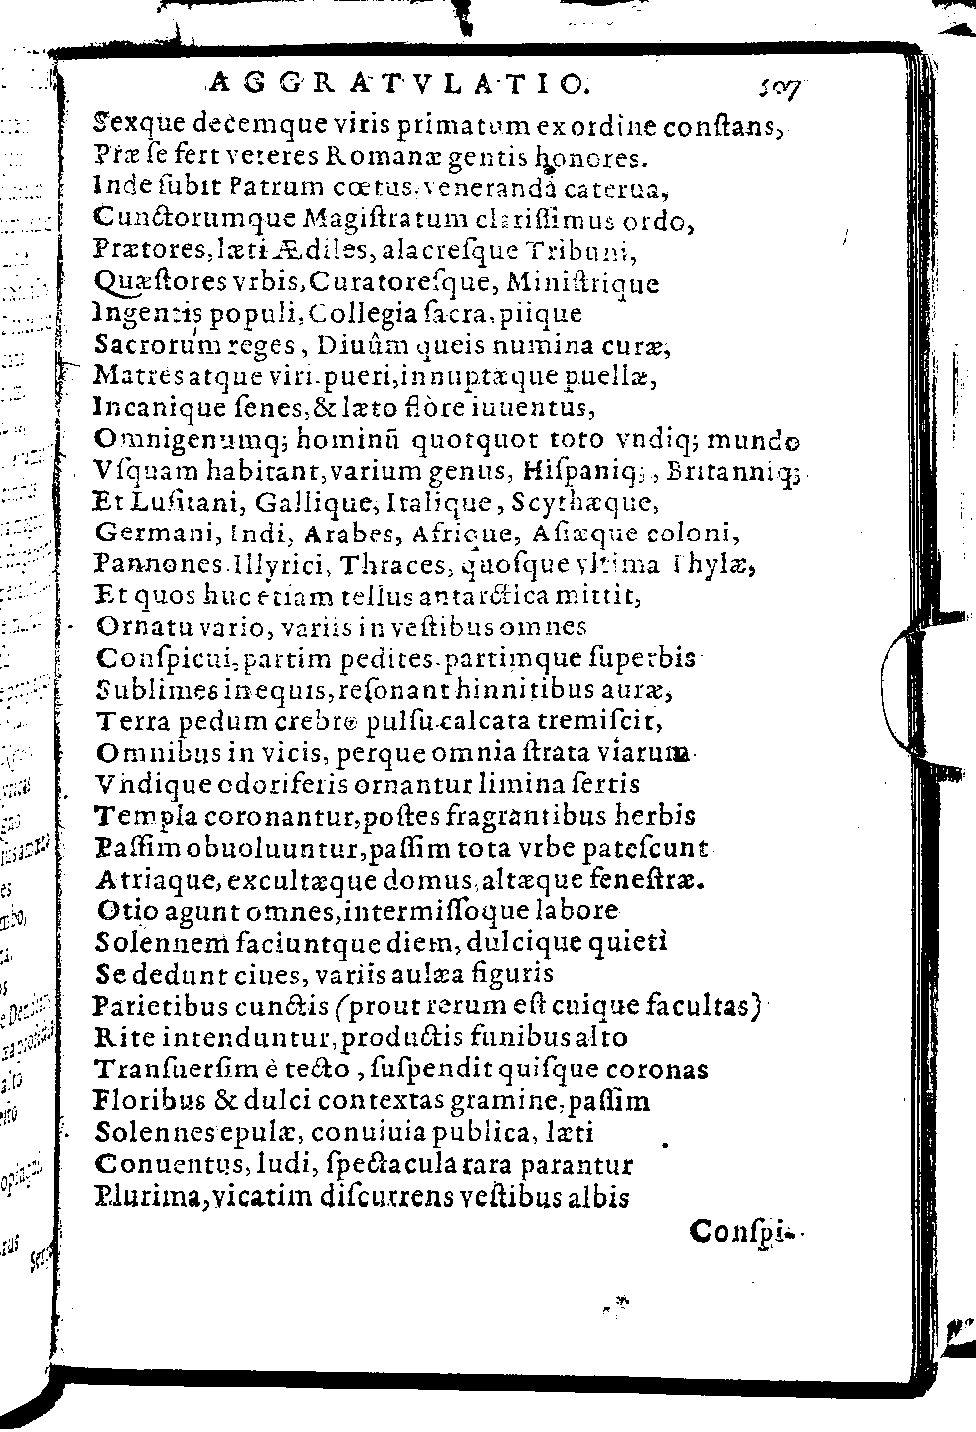 AGGRATVLATIO. 507
Sexque decemque viris primatum ex ordine conſtans,
Præ ſe fert veteres Romanæ gentis honores.
Inde ſubit Patrum cœtus, veneranda caterua,
Cunctorumque Magiſtratum clariſſimus ordo,
Prætores, læti Ædiles, alacreſque Tribuni,
Quæſtores vrbis, Curatoreſque, Miniſtrique
Ingentis populi, Collegia ſacra, piique
Sacrorum reges, Diuûm queis numina curæ,
Matres atque viri. pueri, innuptæque puellæ,
Incanique ſenes, & læto flòre iuuentus,
Omnigenumq; hominũ quotquot toto vndiq; mundo
Vſquam habitant, varium genus, Hiſpaniq;, Britanniq;
Et Luſitani, Gallique, Italique, Scythæque,
Germani, Indi, Arabes, Afrique, Aſiæque coloni,
Pannones. Illyrici, Thraces, quoſque vltima Thylæ,
Et quos huc etiam tellus antarctica mittit,
Ornatu vario, variis in veſtibus omnes
Conſpicui, partim pedites. partimque ſuperbis
Sublimes in equis, reſonant hinnitibus auræ,
Terra pedum crebro pulſu calcata tremiſcit,
Omnibus in vicis, perque omnia ſtrata viarum
Vndique odoriferis ornantur limina ſertis
Templa coronantur, poſtes fragrantibus herbis
Paſſim obuoluuntur, paſſim tota vrbe pateſcunt
Atriaque, excultæque domus, altæque feneſtræ.
Otio agunt omnes, intermiſſoque labore
Solennem faciuntque diem, dulcique quieti
Se dedunt ciues, variis aulæa figuris
Parietibus cunctis (prout rerum eſt cuique facultas)
Rite intenduntur, productis funibus alto
Tranſuerſim è tecto, ſuſpendit quiſque coronas
Floribus & dulci contextas gramine, paſſim
Solennes epulæ, conuiuia publica, læti
Conuentus, ludi, ſpectacula rara parantur
Plurima, vicatim diſcurrens veſtibus albis
Conſpi-